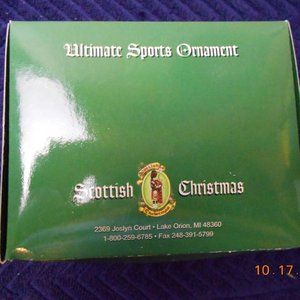 Ultimate Sports Ornament
Scottish Christmas
2369 Joslyn Court • Lake Orion, MI 48360
1-800-259-6785 • Fax 248-391-5799
10.17